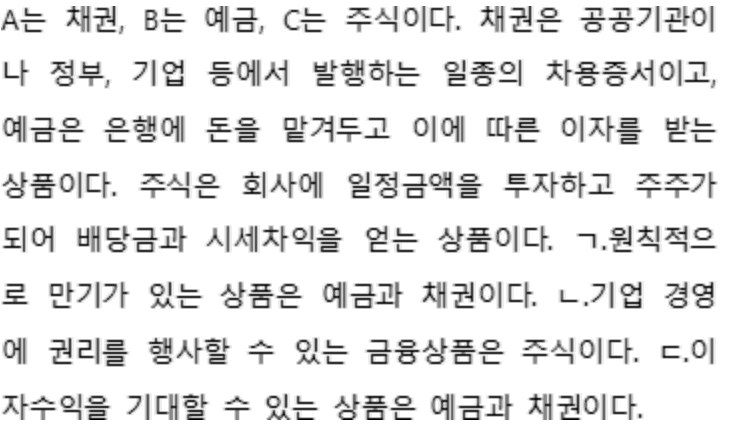 A는 채권, B는 예금, C는 주식이다. 채권은 공공기관이
나 정부, 기업 등에서 발행하는 일종의 차용증서이고,
예금은 은행에 돈을 맡겨두고 이에 따른 이자를 받는
상품이다. 주식은 회사에 일정금액을 투자하고 주주가
되어 배당금과 시세차익을 얻는 상품이다. ㄱ.원칙적으
로 만기가 있는 상품은 예금과 채권이다. ㄴ.기업 경영
에 권리를 행사할 수 있는 금융상품은 주식이다. ㄷ.이
자수익을 기대할 수 있는 상품은 예금과 채권이다.